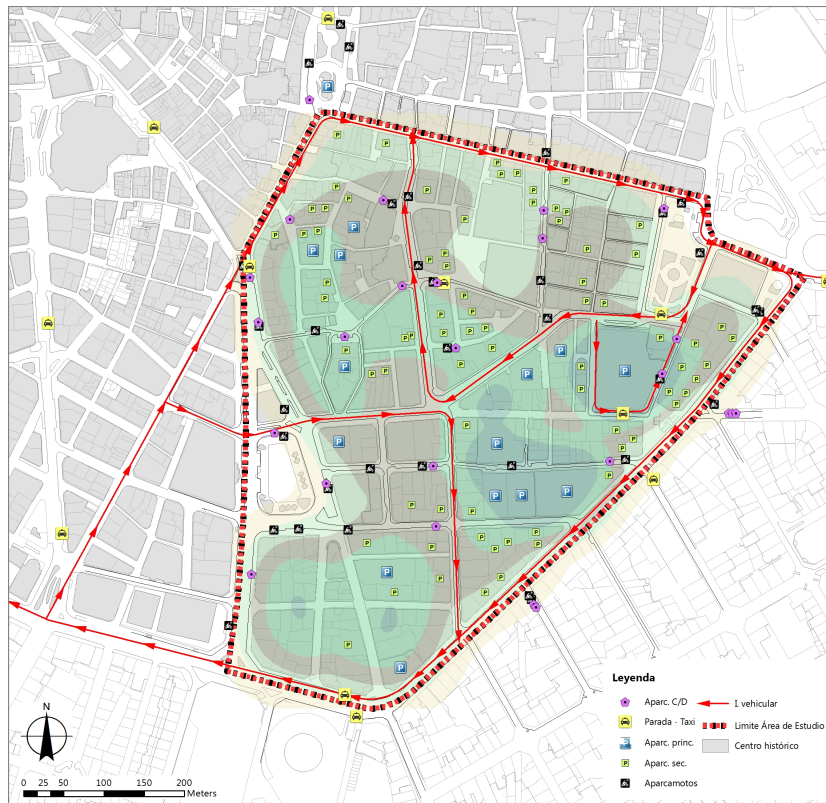 N
0 25 50 100 150 200
Meters
Leyenda
Aparc. C/D
Parada - Taxi
Aparc. princ.
Aparc. sec.
Aparcamotos
I. vehicular
Limite Área de Estudio
Centro histórico